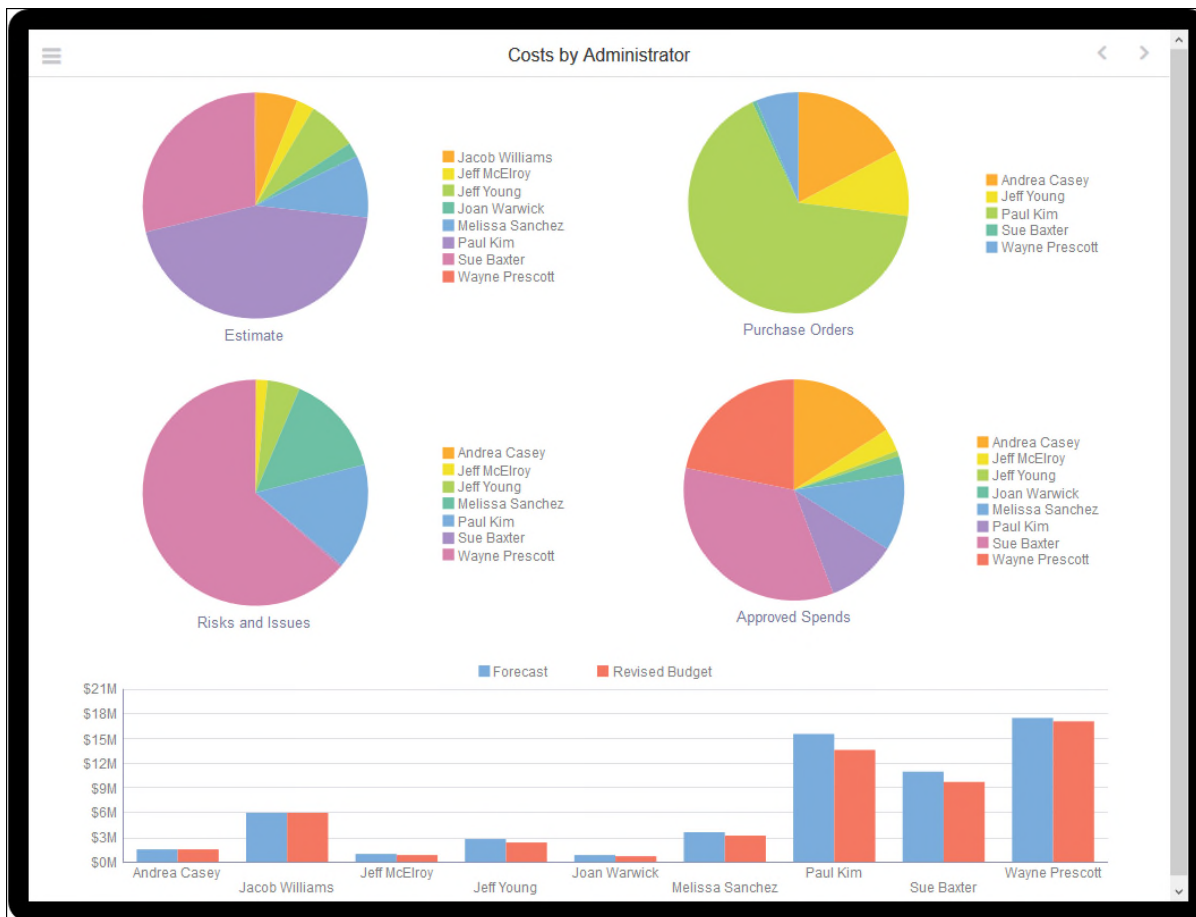 Costs by Administrator
Jacob Williams
Jeff McElroy
Jeff Young
Joan Warwick
Melissa Sanchez
Paul Kim
Sue Baxter
Wayne Prescott
Estimate
Andrea Casey
Jeff Young
Paul Kim
Sue Baxter
Wayne Prescott
Purchase Orders
Andrea Casey
Jeff McElroy
Jeff Young
Melissa Sanchez
Paul Kim
Sue Baxter
Wayne Prescott
Risks and Issues
Andrea Casey
Jeff McElroy
Jeff Young
Joan Warwick
Melissa Sanchez
Paul Kim
Sue Baxter
Wayne Prescott
Approved Spends
Forecast Revised Budget
$21M
$18M
$15M
$12M
$9M
$6M
$3M
$0M
Andrea Casey
Jacob Williams
Jeff McElroy
Jeff Young
Joan Warwick
Melissa Sanchez
Paul Kim
Sue Baxter
Wayne Prescott